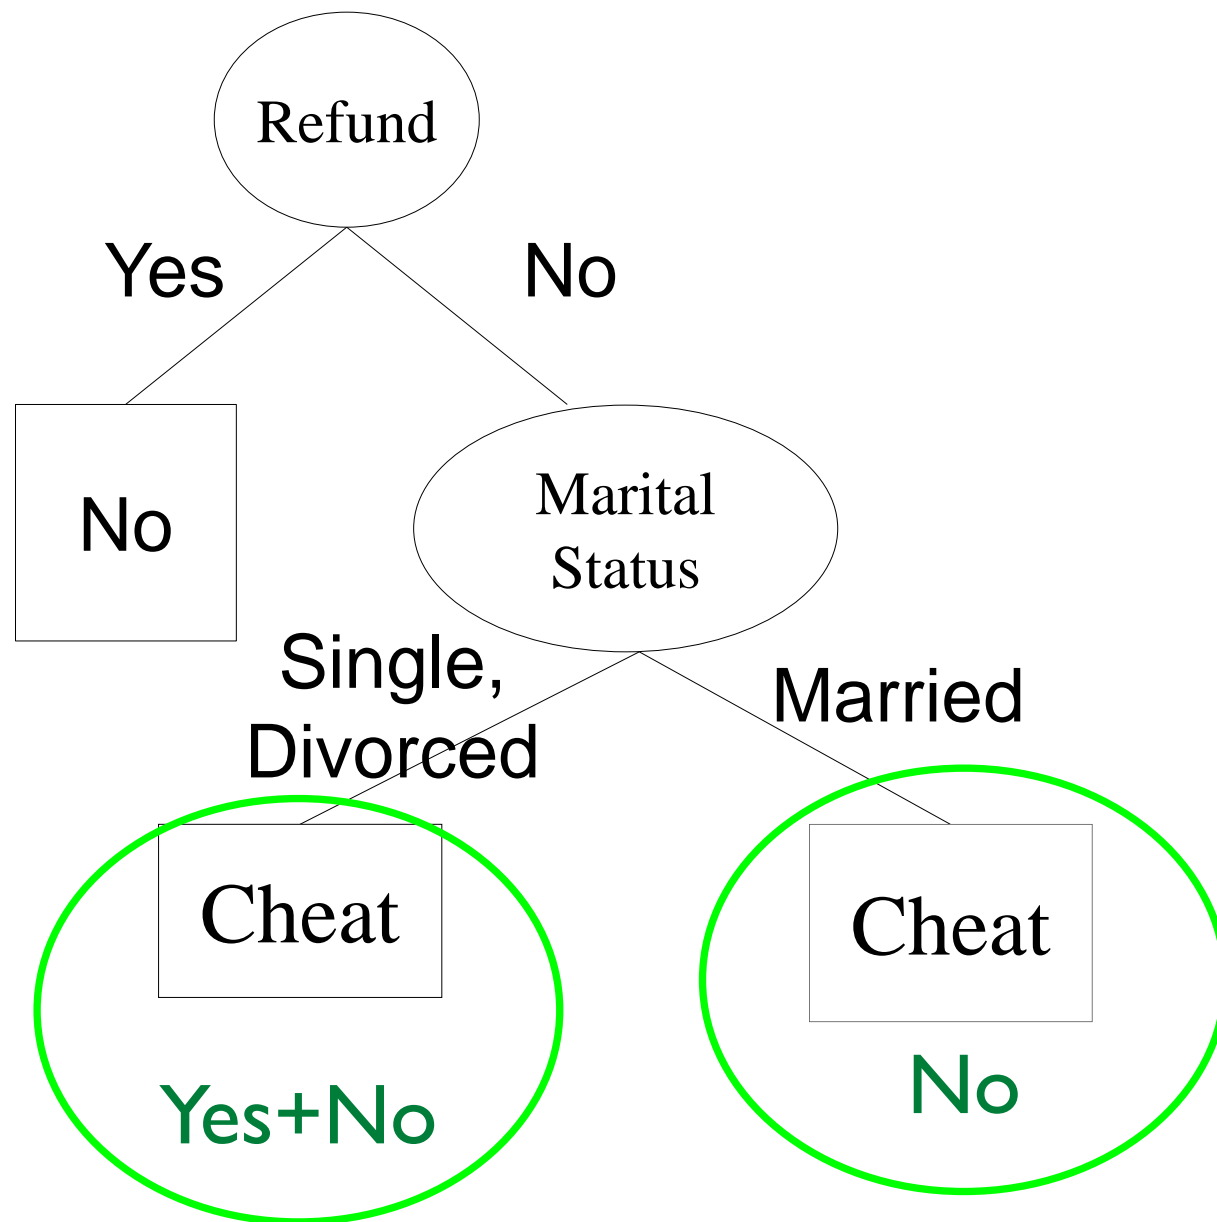 Refund
Yes
No
No
Marital
Status
Single,
Divorced
Married
Cheat
Cheat
Yes+No
No